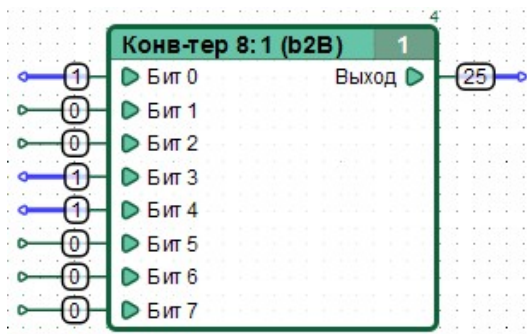 4
Конв-тер 8:1 (b2B) 1
1 Бит 0 Выход 25
0 Бит 1
0 Бит 2
1 Бит 3
1 Бит 4
0 Бит 5
0 Бит 6
0 Бит 7